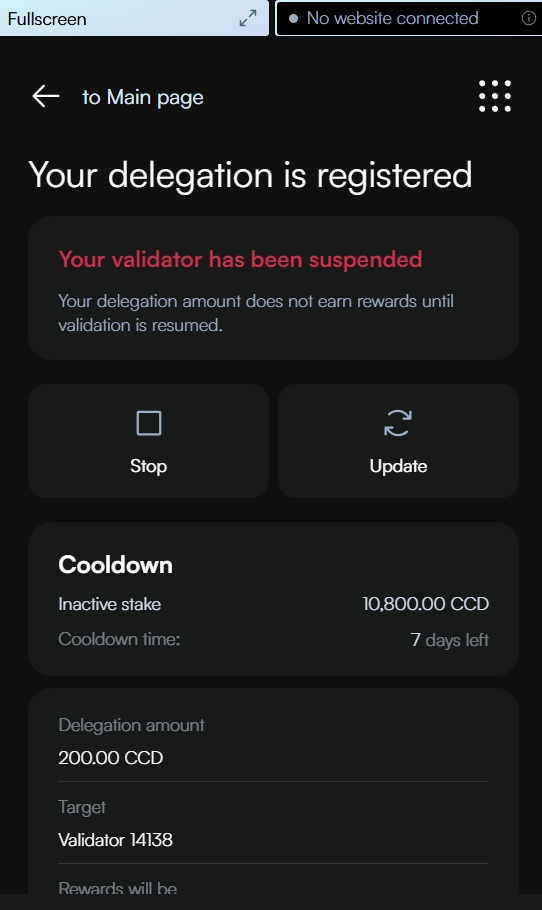 Fullscreen
No website connected
to Main page
Your delegation is registered
Your validator has been suspended
Your delegation amount does not earn rewards until
validation is resumed.
Stop
Update
Cooldown
Inactive stake 10,800.00 CCD
Cooldown time: 7 days left
Delegation amount
200.00 CCD
Target
Validator 14138
Rewards will be